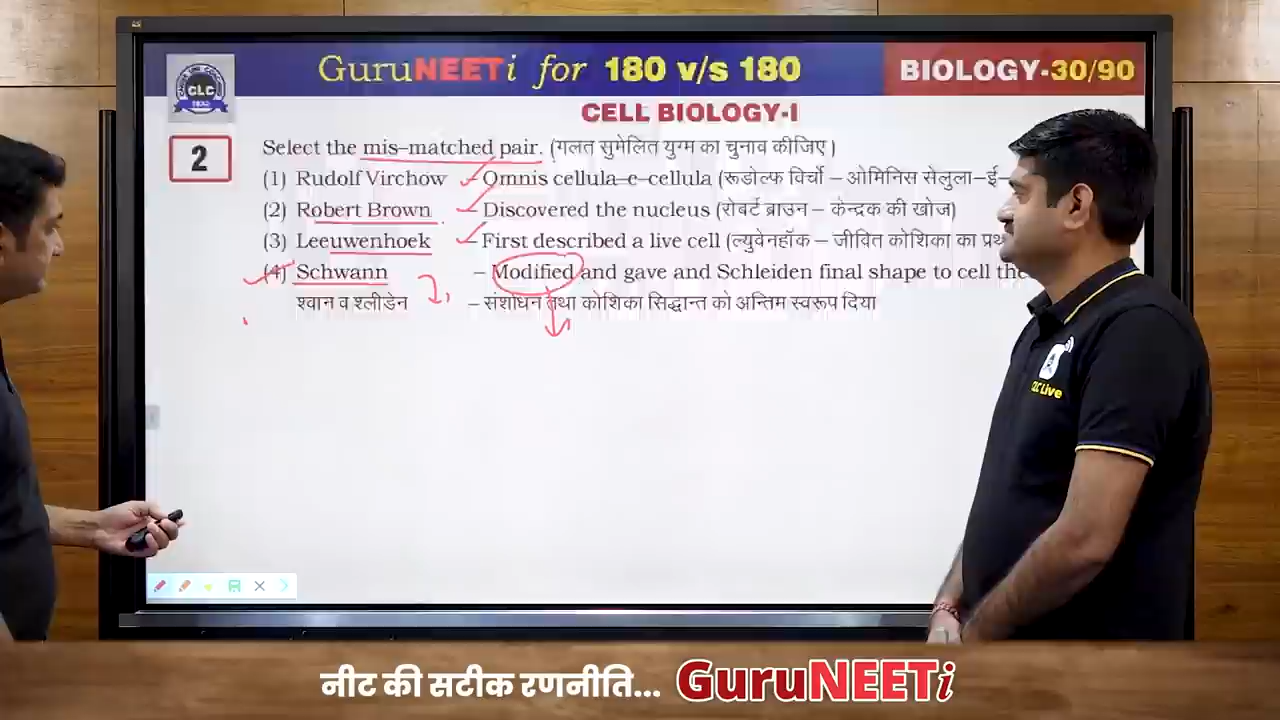 GuruNEETi for 180 v/s 180
BIOLOGY-30/90
CLC
CELL BIOLOGY-I
2
Select the mis-matched pair. (गलत सुमेलित युग्म का चुनाव कीजिए)
(1) Rudolf Virchow – Omnis cellula-e-cellula (रूडोल्फ विर्चो – ओमिनिस सेलुला-ई-
(2) Robert Brown – Discovered the nucleus (रोबर्ट ब्राउन – केन्द्रक की खोज)
(3) Leeuwenhoek – First described a live cell (ल्युवेनहॉक – जीवित कोशिका का
(4) Schwann – Modified and gave and Schleiden final shape to cell
श्वान व श्लीडेन – संशोधन तथा कोशिका सिद्धान्त को अन्तिम स्वरूप दिया
CLC Live
नीट की सटीक रणनीति... GuruNEETi